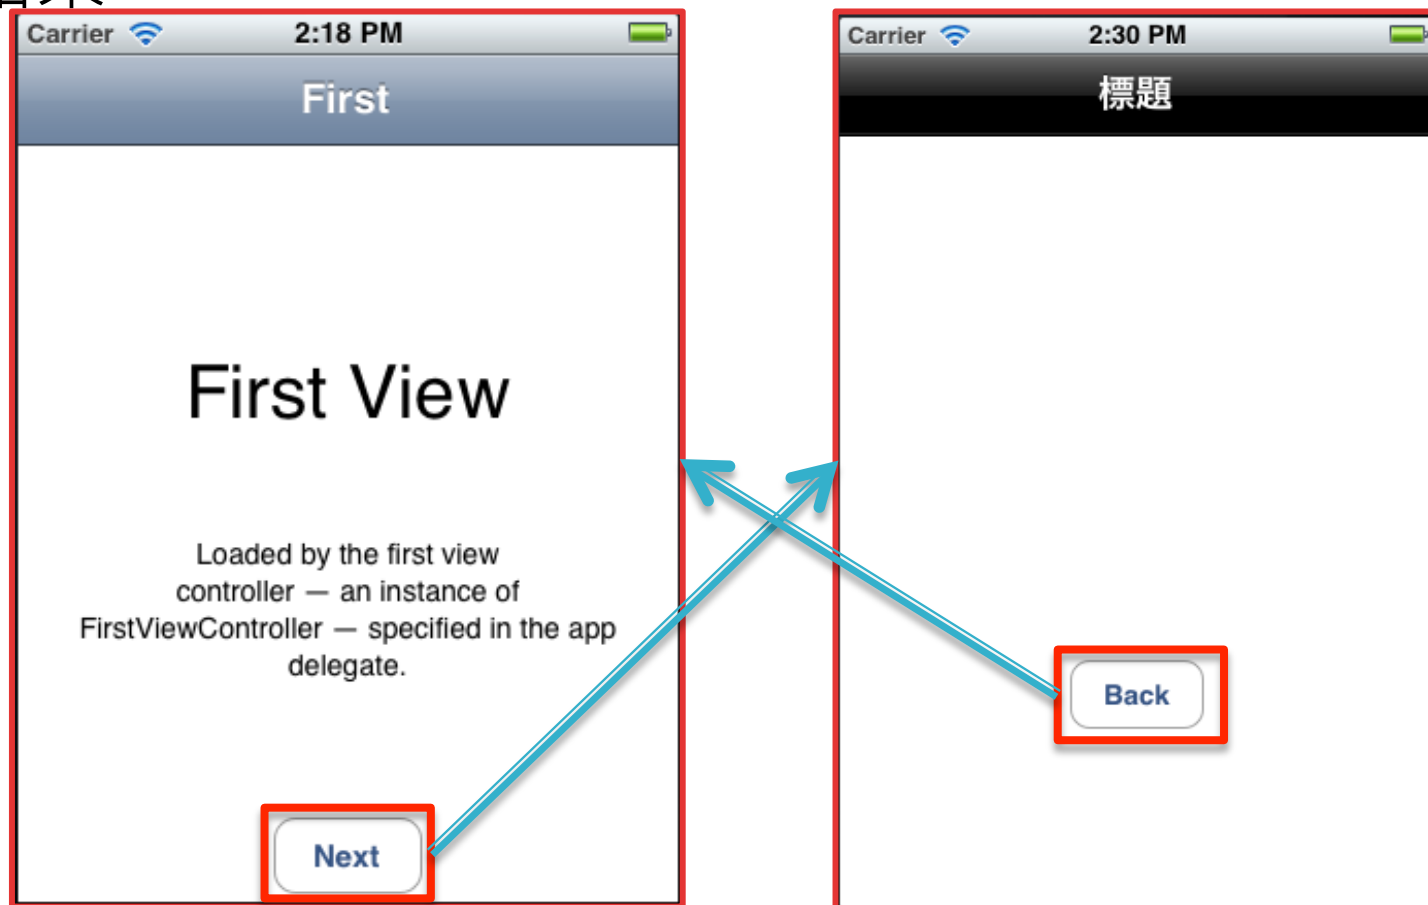 Carrier
2:18 PM
First
First View
Loaded by the first view
controller — an instance of
FirstViewController — specified in the app
delegate.
Next
Carrier
2:30 PM
標題
Back